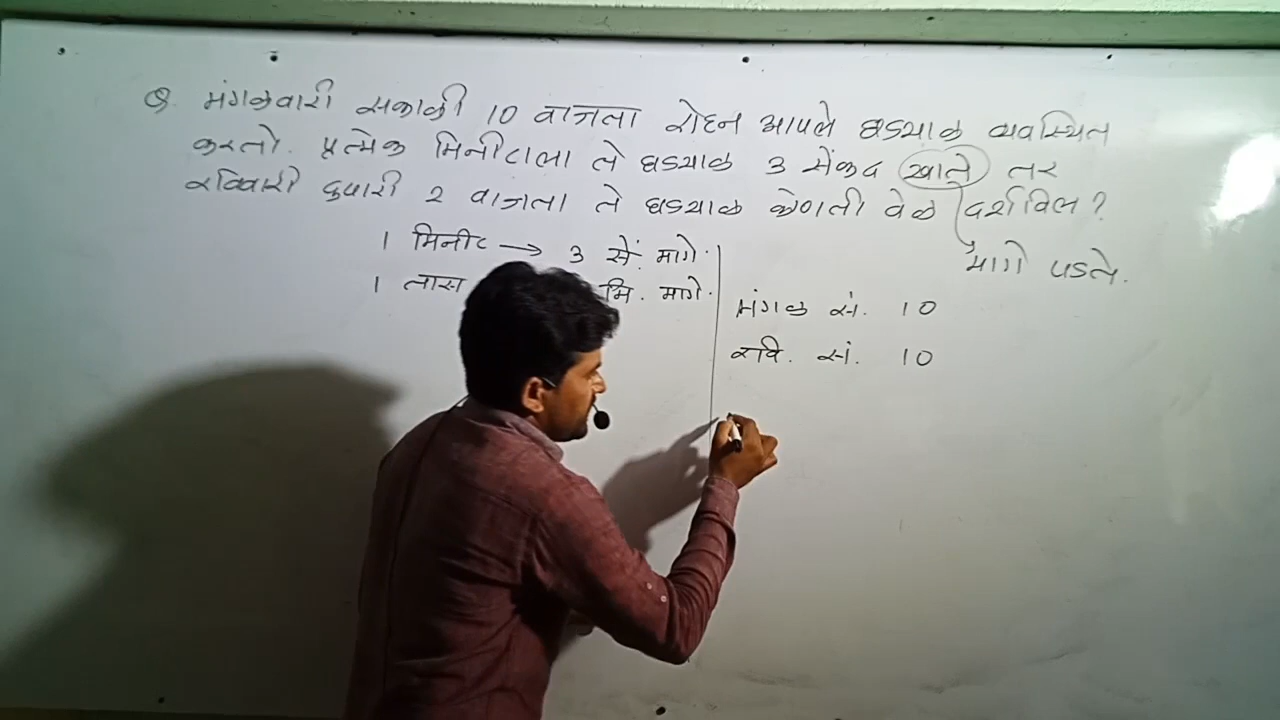 Q. मंगळवारी सकाळी 10 वाजता रोहन आपले घड्याळ व्यवस्थित
करतो. प्रत्येक मिनीटाला ते घड्याळ 3 सेंकद खाते तर
रविवारी दुपारी 2 वाजता ते घड्याळ कोणती वेळ दर्शविल?
मागे पडते.
1 मिनीट → 3 सें. मागे.
1 तास मि. मागे.
मंगळ सं. 10
रवि. सं. 10